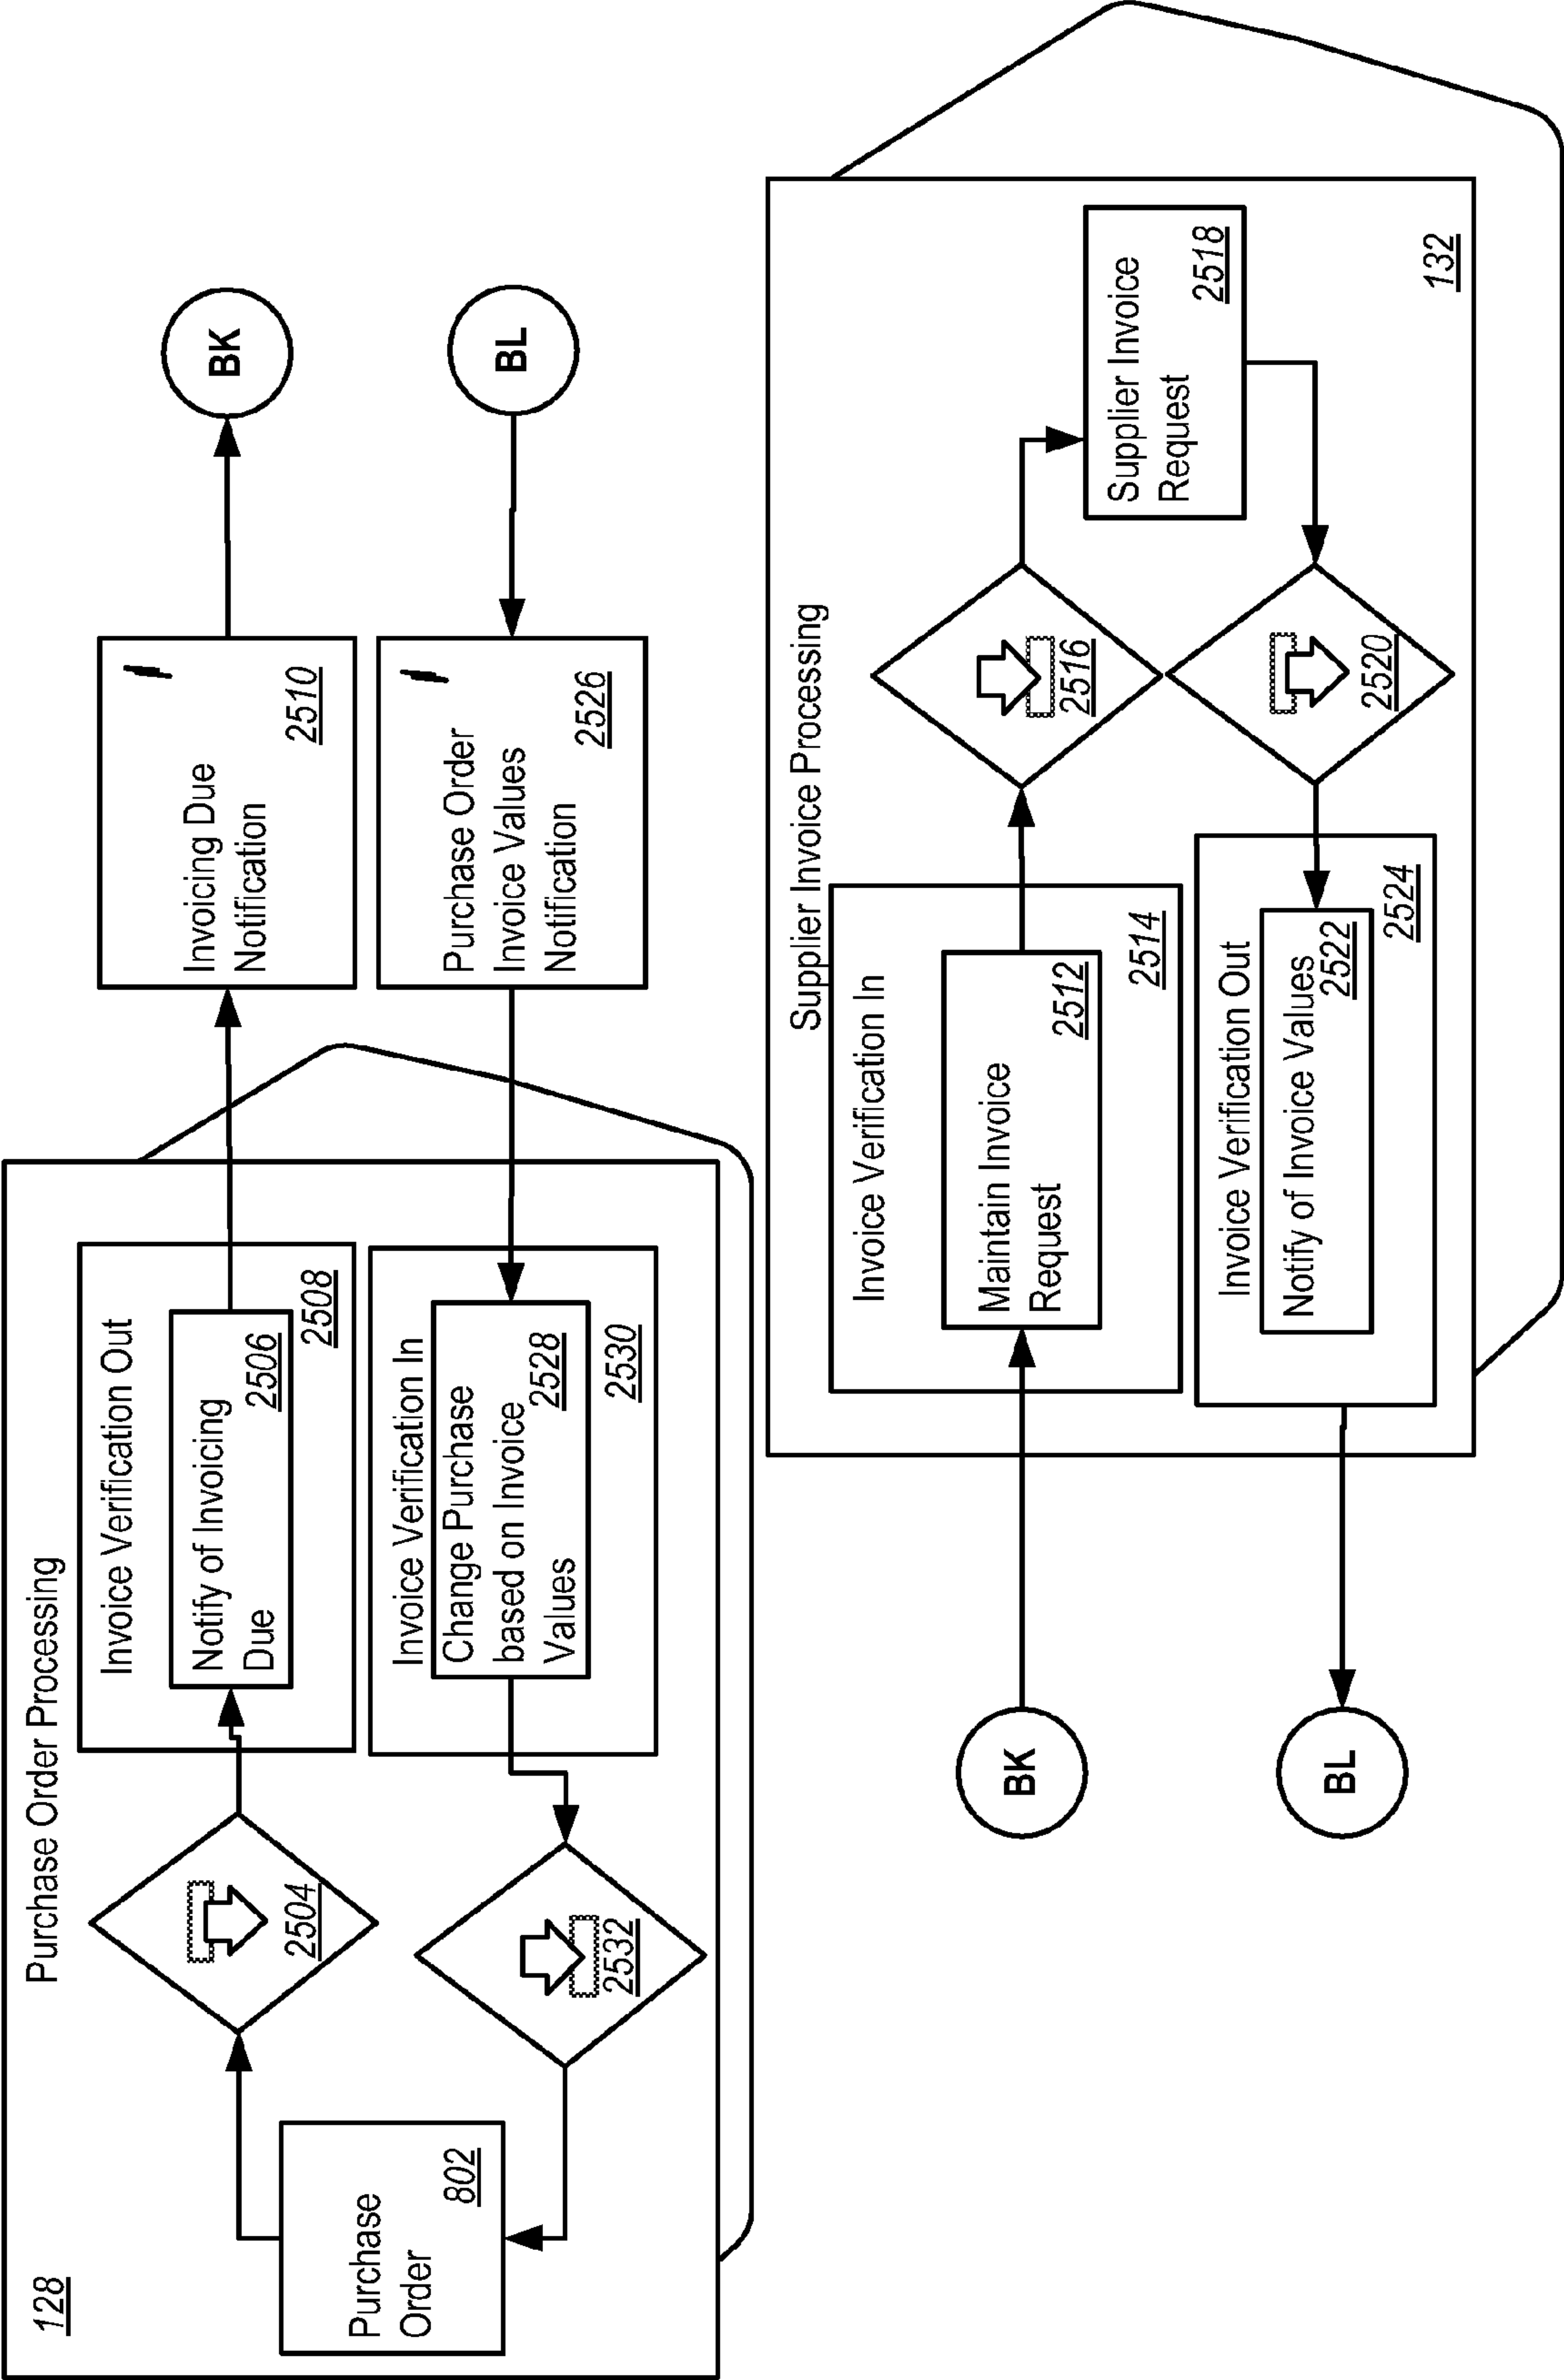 128
Purchase Order Processing
Purchase
Order
802
2504
Invoice Verification Out
Notify of Invoicing
Due
2506
2508
Invoicing Due
Notification
2510
BK
2532
Invoice Verification In
Change Purchase
based on Invoice
Values
2528
2530
Purchase Order
Invoice Values
Notification
2526
BL
Supplier Invoice Processing
BK
Invoice Verification In
Maintain Invoice
Request
2512
2514
2516
Supplier Invoice
Request
2518
BL
Invoice Verification Out
Notify of Invoice Values
2522
2524
2520
132